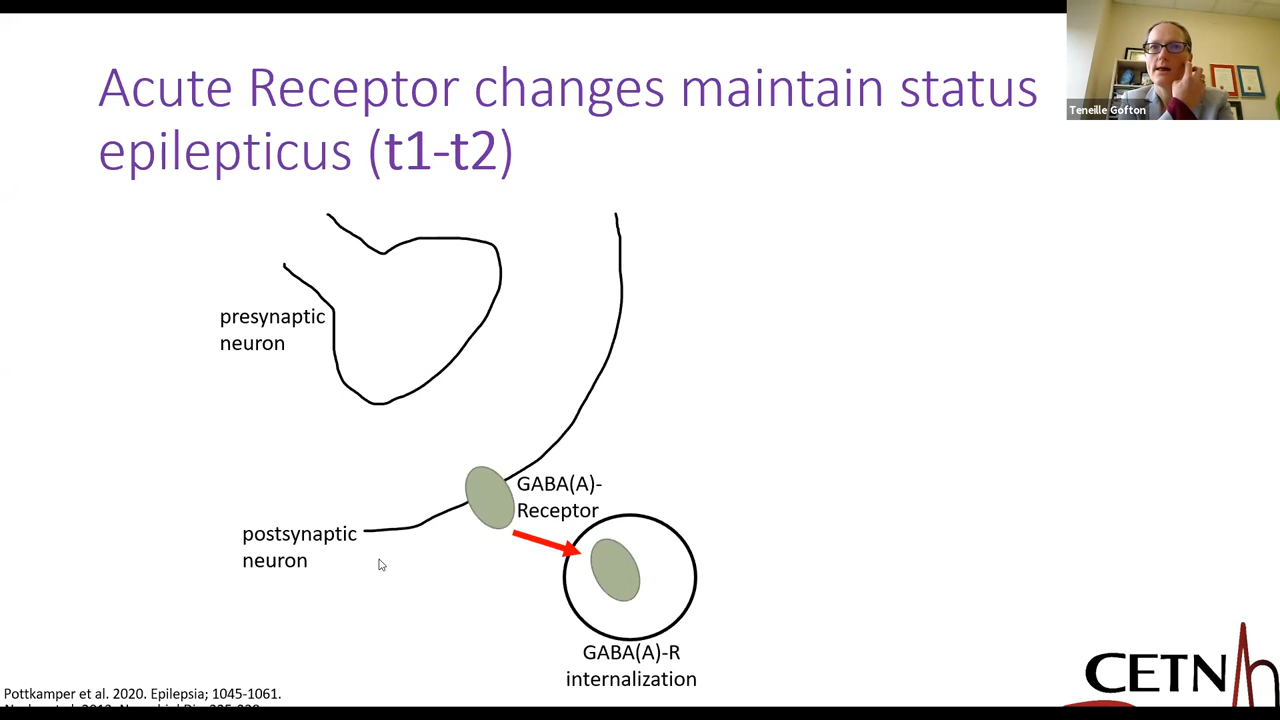 Acute Receptor changes maintain status
epilepticus (t1-t2)
Teneille Gofton
presynaptic
neuron
GABA(A)-
Receptor
postsynaptic
neuron
GABA(A)-R
internalization
Pottkamper et al. 2020. Epilepsia; 1045-1061.
CETN